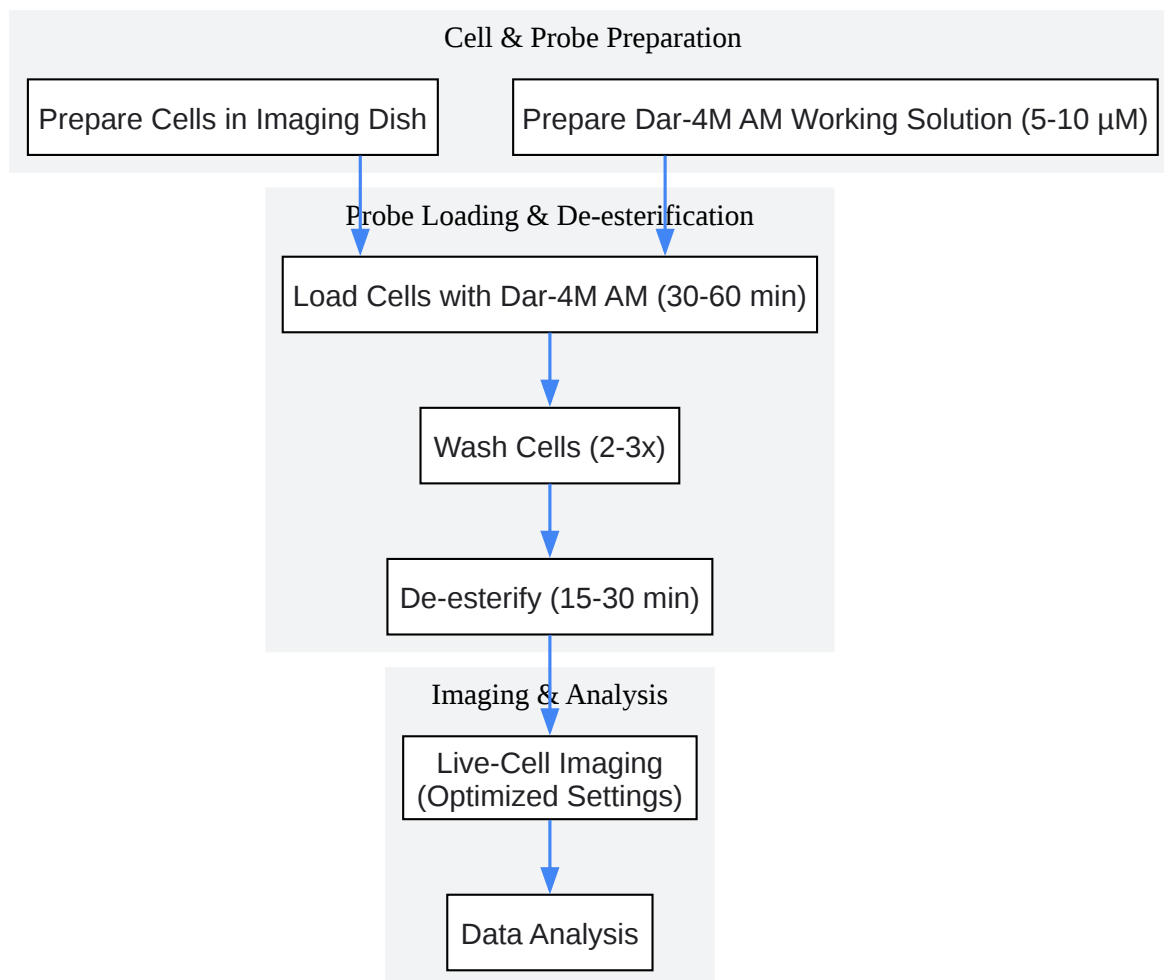 Cell & Probe Preparation
Prepare Cells in Imaging Dish
Prepare Dar-4M AM Working Solution (5-10 µM)
Probe Loading & De-esterification
Load Cells with Dar-4M AM (30-60 min)
Wash Cells (2-3x)
De-esterify (15-30 min)
Imaging & Analysis
Live-Cell Imaging
(Optimized Settings)
Data Analysis